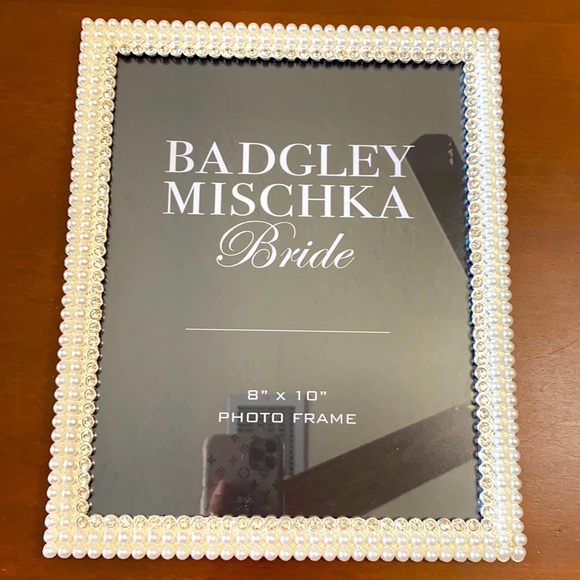 BADGLEY
MISCHKA
Bride
8" x 10"
PHOTO FRAME